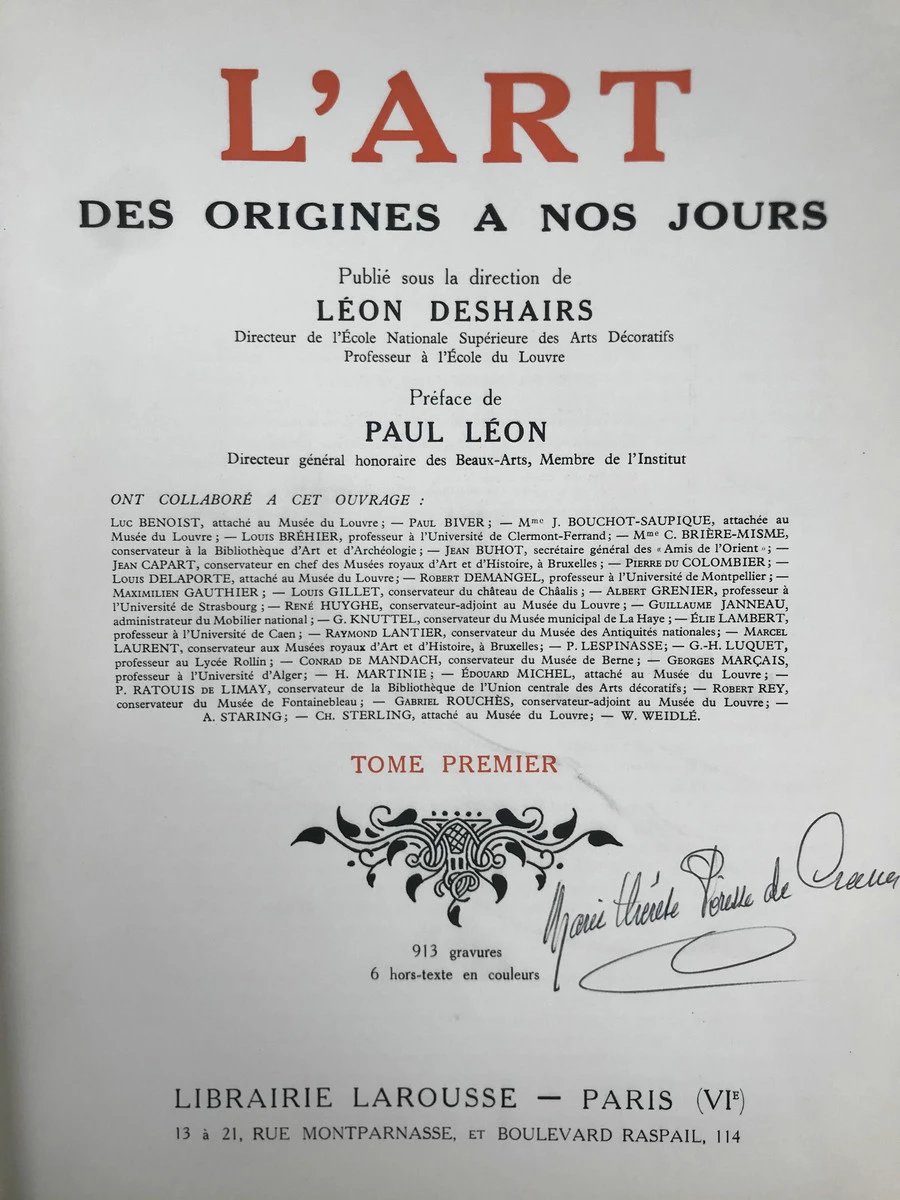 L'ART
DES ORIGINES A NOS JOURS
Publié sous la direction de
LÉON DESHAIRS
Directeur de l'École Nationale Supérieure des Arts Décoratifs
Professeur à l'École du Louvre
Préface de
PAUL LÉON
Directeur général honoraire des Beaux-Arts, Membre de l'Institut
ONT COLLABORÉ A CET OUVRAGE :
LUC BENOIST, attaché au Musée du Louvre ; — PAUL BIVER ; — Mme J. BOUCHOT-SAUPIQUE, attachée au
Musée du Louvre ; — LOUIS BRÉHIER, professeur à l'Université de Clermont-Ferrand ; — Mme C. BRIÈRE-MISME,
conservateur à la Bibliothèque d'Art et d'Archéologie ; — JEAN BUHOT, secrétaire général des « Amis de l'Orient » ; —
JEAN CAPART, conservateur en chef des Musées royaux d'Art et d'Histoire, à Bruxelles ; — PIERRE DU COLOMBIER ; —
LOUIS DELAPORTE, attaché au Musée du Louvre ; — ROBERT DEMANGEL, professeur à l'Université de Montpellier ; —
MAXIMILIEN GAUTHIER ; — LOUIS GILLET, conservateur du château de Châalis ; — ALBERT GRENIER, professeur à
l'Université de Strasbourg ; — RENÉ HUYGHE, conservateur-adjoint au Musée du Louvre ; — GUILLAUME JANNEAU,
administrateur du Mobilier national ; — G. KNUTTEL, conservateur du Musée municipal de La Haye ; — ÉLIE LAMBERT,
professeur à l'Université de Caen ; — RAYMOND LANTIER, conservateur du Musée des Antiquités nationales ; — MARCEL
LAURENT, conservateur aux Musées royaux d'Art et d'Histoire, à Bruxelles ; — P. LESPINASSE ; — G.-H. LUQUET,
professeur au Lycée Rollin ; — CONRAD DE MANDACH, conservateur du Musée de Berne ; — GEORGES MARÇAIS,
professeur à l'Université d'Alger ; — H. MARTINIE ; — ÉDOUARD MICHEL, attaché au Musée du Louvre ; —
P. RATOUIS DE LIMAY, conservateur de la Bibliothèque de l'Union centrale des Arts décoratifs ; — ROBERT REY,
conservateur du Musée de Fontainebleau ; — GABRIEL ROUCHÈS, conservateur-adjoint au Musée du Louvre ; —
A. STARING ; — CH. STERLING, attaché au Musée du Louvre ; — W. WEIDLÉ.
TOME PREMIER
Marie thérèse de
913 gravures
6 hors-texte en couleurs
LIBRAIRIE LAROUSSE — PARIS (VIE)
13 à 21, RUE MONTPARNASSE, ET BOULEVARD RASPAIL, 114